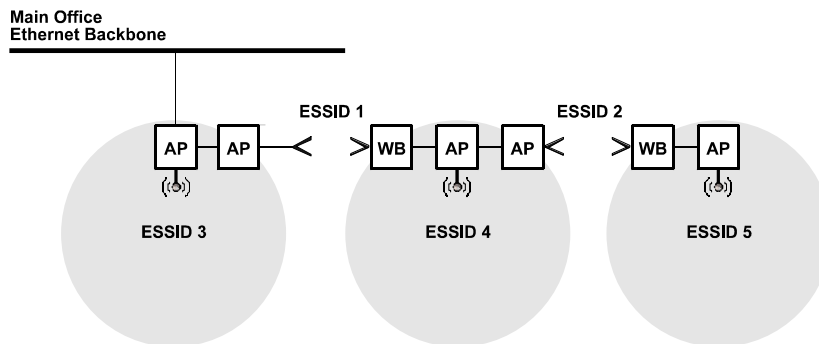 Main Office
Ethernet Backbone
ESSID 1
ESSID 2
AP
AP
WB
AP
AP
WB
AP
ESSID 3
ESSID 4
ESSID 5